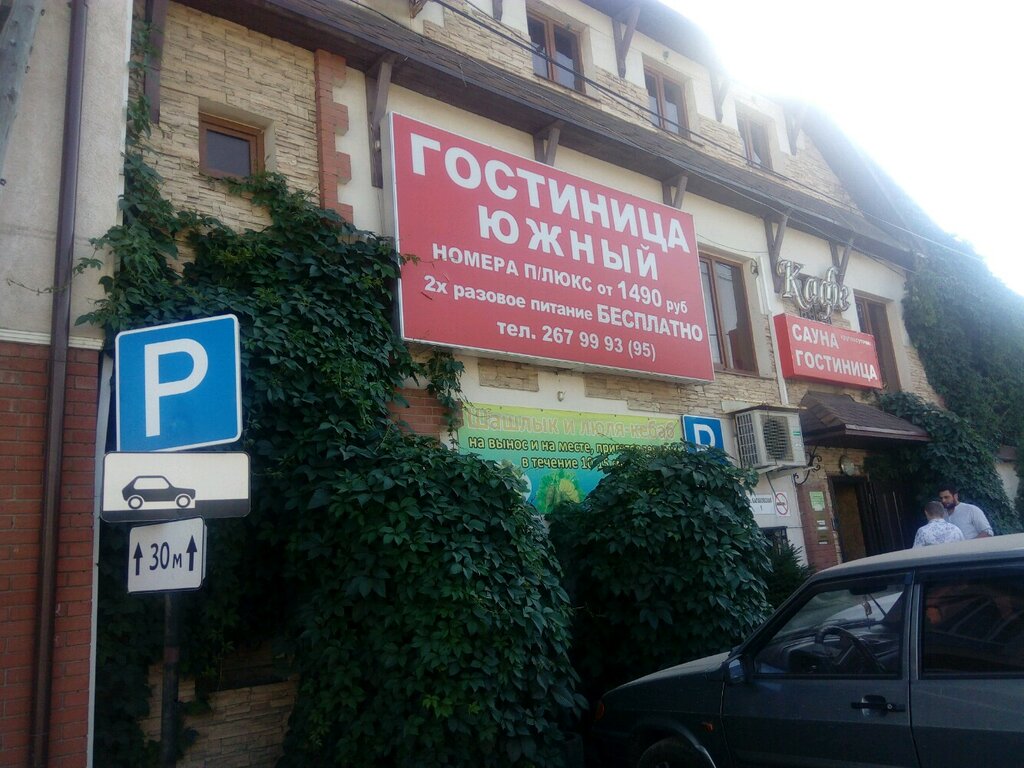 ГОСТИНИЦА
ЮЖНЫЙ
НОМЕРА П/ЛЮКС от 1490 руб
2х разовое питание БЕСПЛАТНО
тел. 267 99 93 (95)
Кафе
САУНА круглосуточно
ГОСТИНИЦА
Шашлык и люля-кебаб
на вынос и на месте,
в течение
P
P
30м